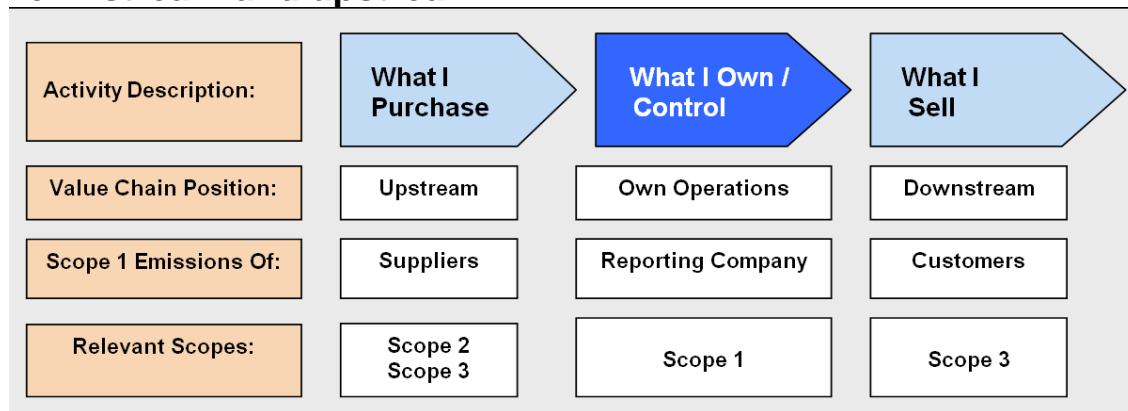 Activity Description:
What I
Purchase
What I Own /
Control
What I
Sell
Value Chain Position:
Upstream
Own Operations
Downstream
Scope 1 Emissions Of:
Suppliers
Reporting Company
Customers
Relevant Scopes:
Scope 2
Scope 3
Scope 1
Scope 3